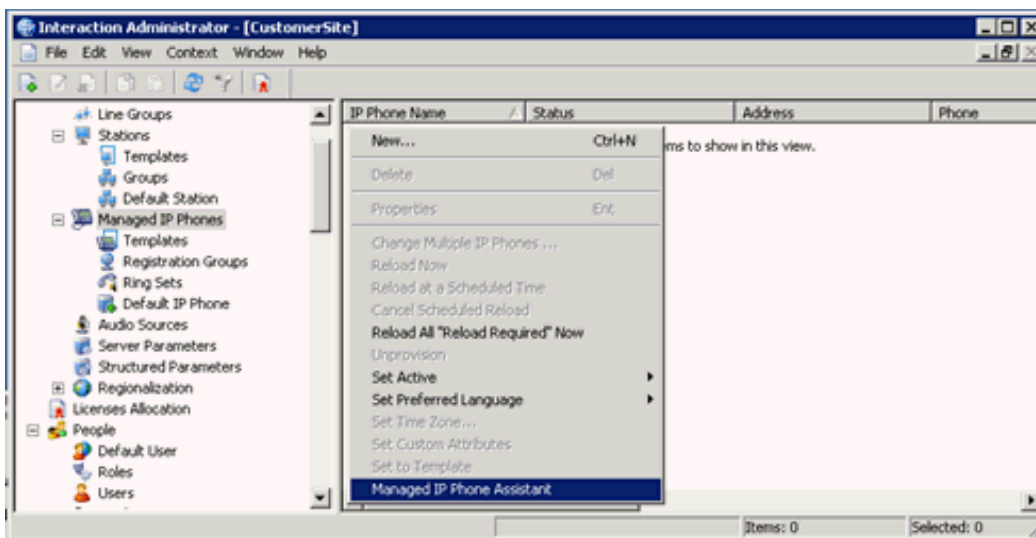 Interaction Administrator - [CustomerSite]
File Edit View Context Window Help
Line Groups
Stations
Templates
Groups
Default Station
Managed IP Phones
Templates
Registration Groups
Ring Sets
Default IP Phone
Audio Sources
Server Parameters
Structured Parameters
Regionalization
Licenses Allocation
People
Default User
Roles
Users
IP Phone Name Status Address Phone
ms to show in this view.
New... Ctrl+N
Delete Del
Properties Ent
Change Multiple IP Phones ...
Reload Now
Reload at a Scheduled Time
Cancel Scheduled Reload
Reload All "Reload Required" Now
Unprovision
Set Active
Set Preferred Language
Set Time Zone...
Set Custom Attributes
Set to Template
Managed IP Phone Assistant
Items: 0 Selected: 0